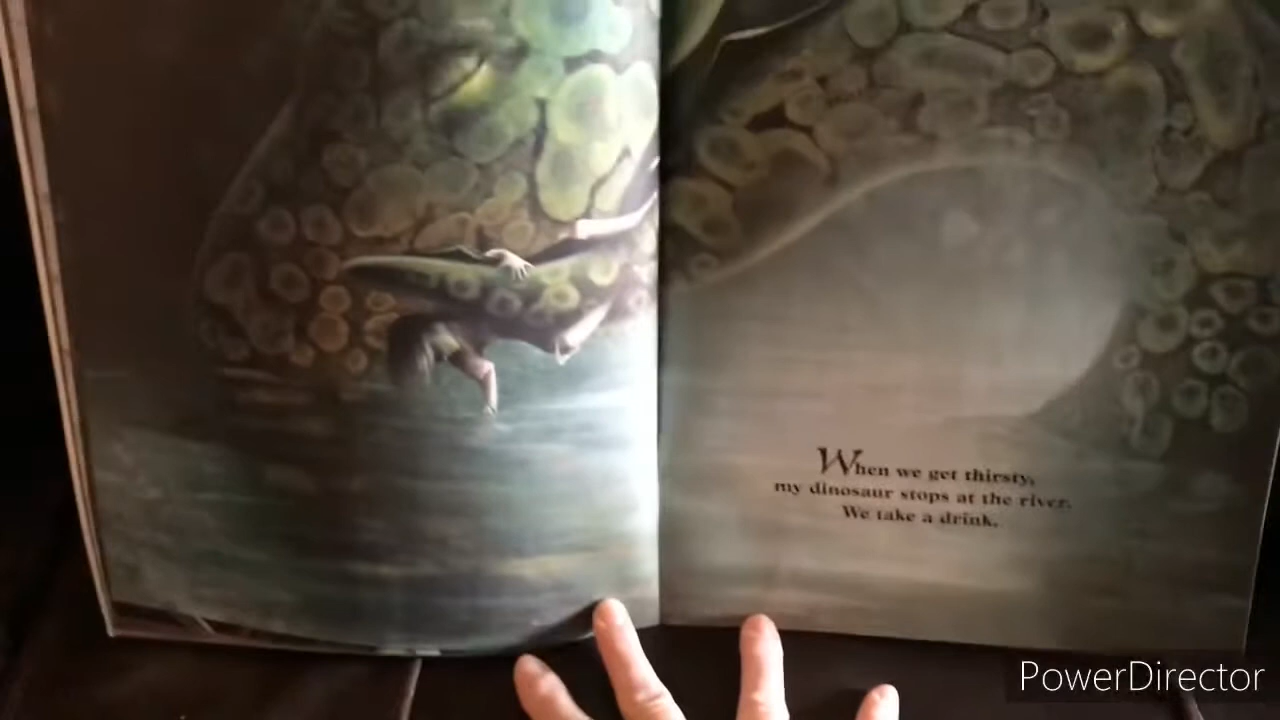 When we get thirsty,
my dinosaur stops at the river.
We take a drink.
PowerDirector